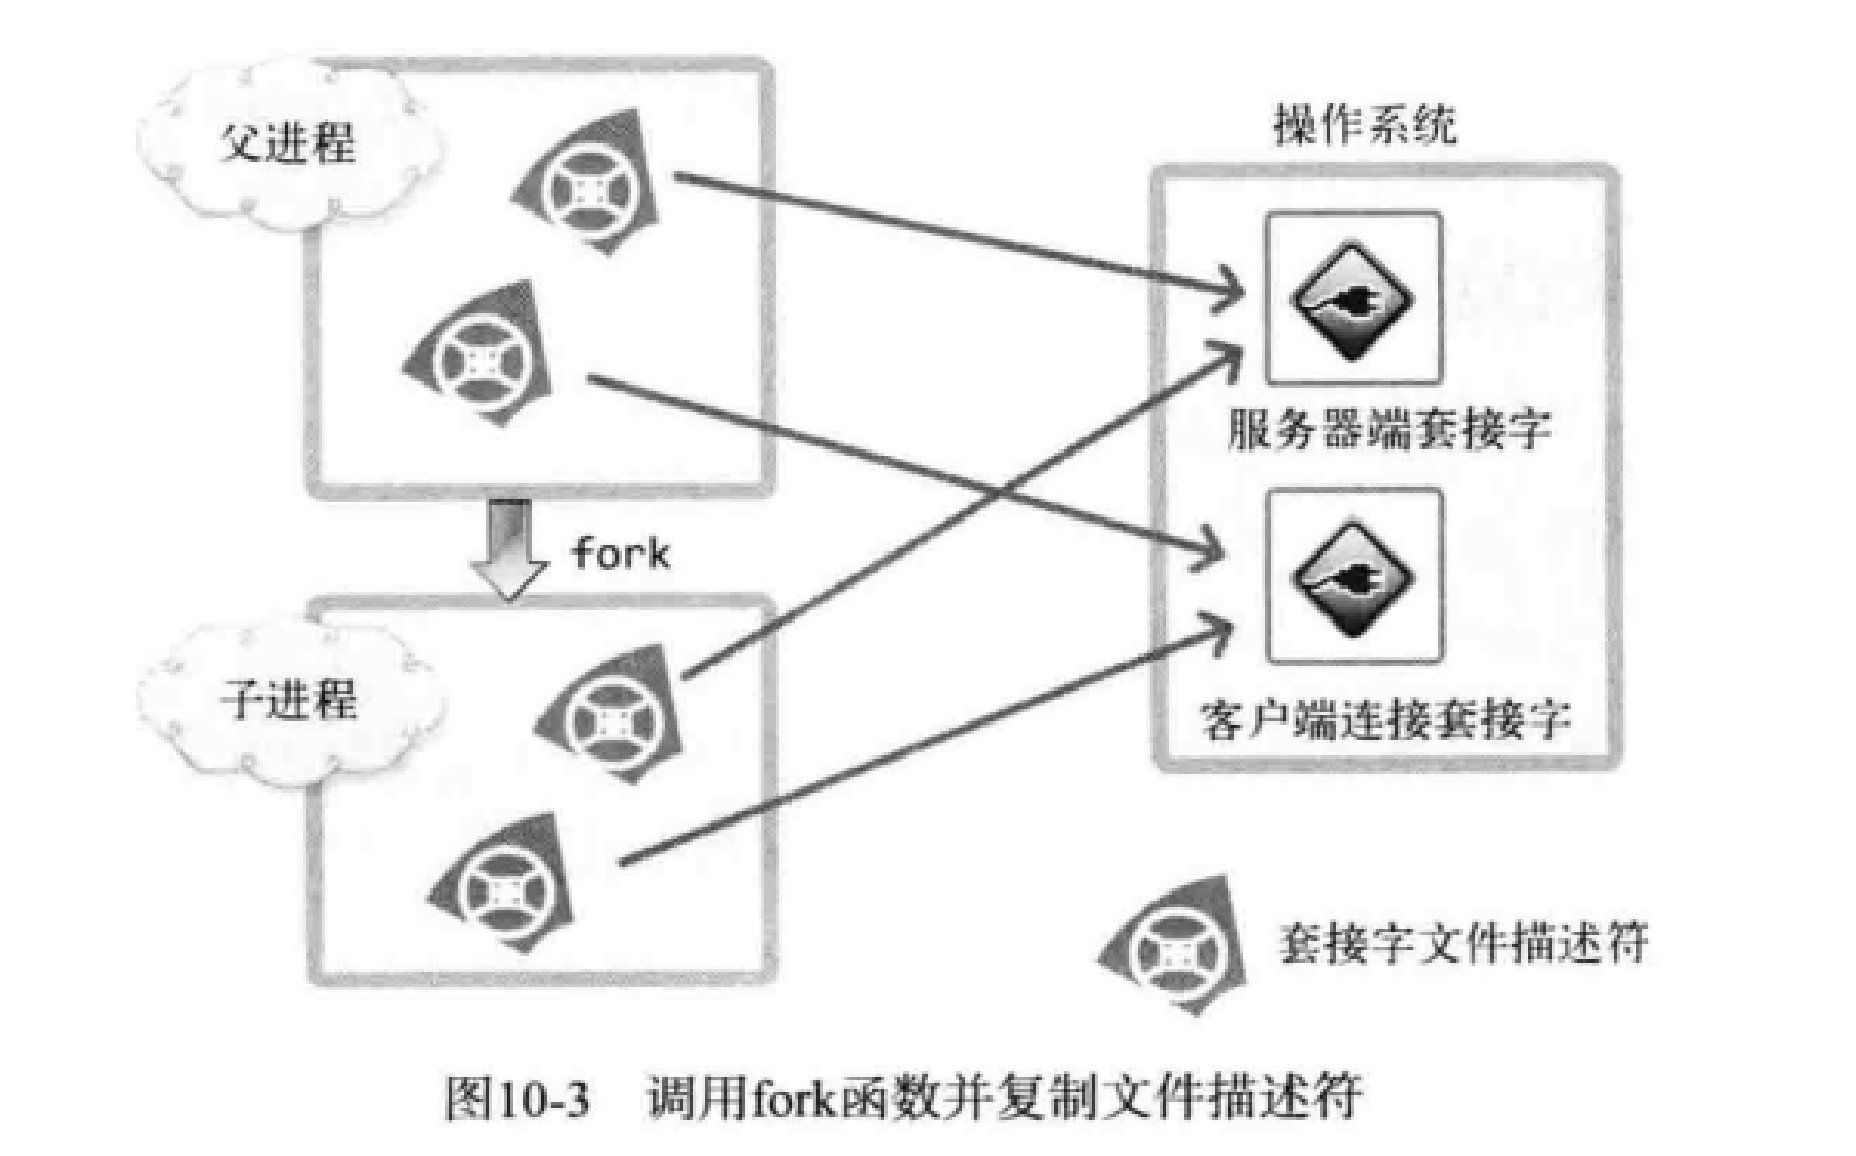 父进程
操作系统
服务器端套接字
fork
子进程
客户端连接套接字
套接字文件描述符
图10-3 调用fork函数并复制文件描述符